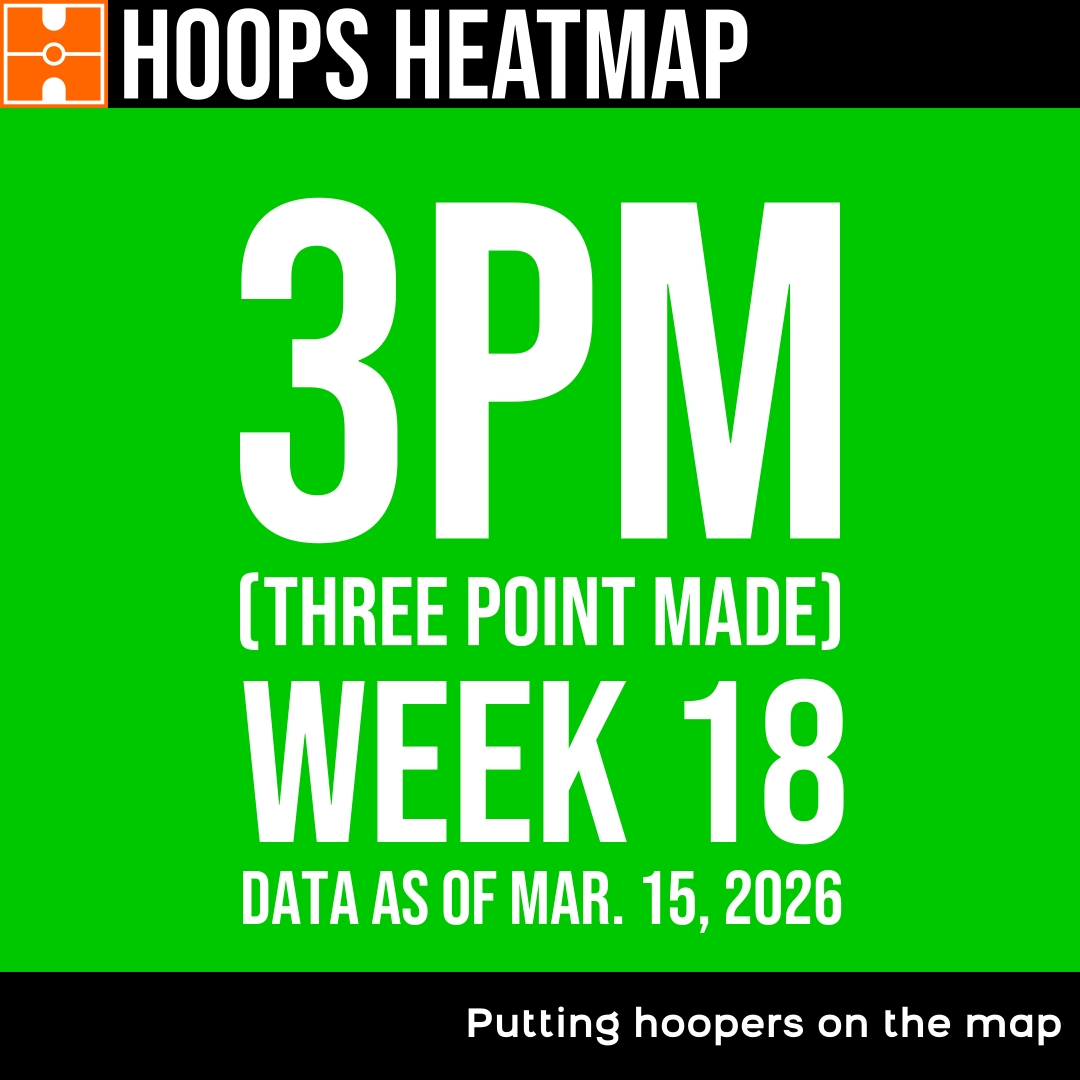 HOOPS HEATMAP
3PM
(THREE POINT MADE)
WEEK 18
DATA AS OF MAR. 15, 2026
Putting hoopers on the map